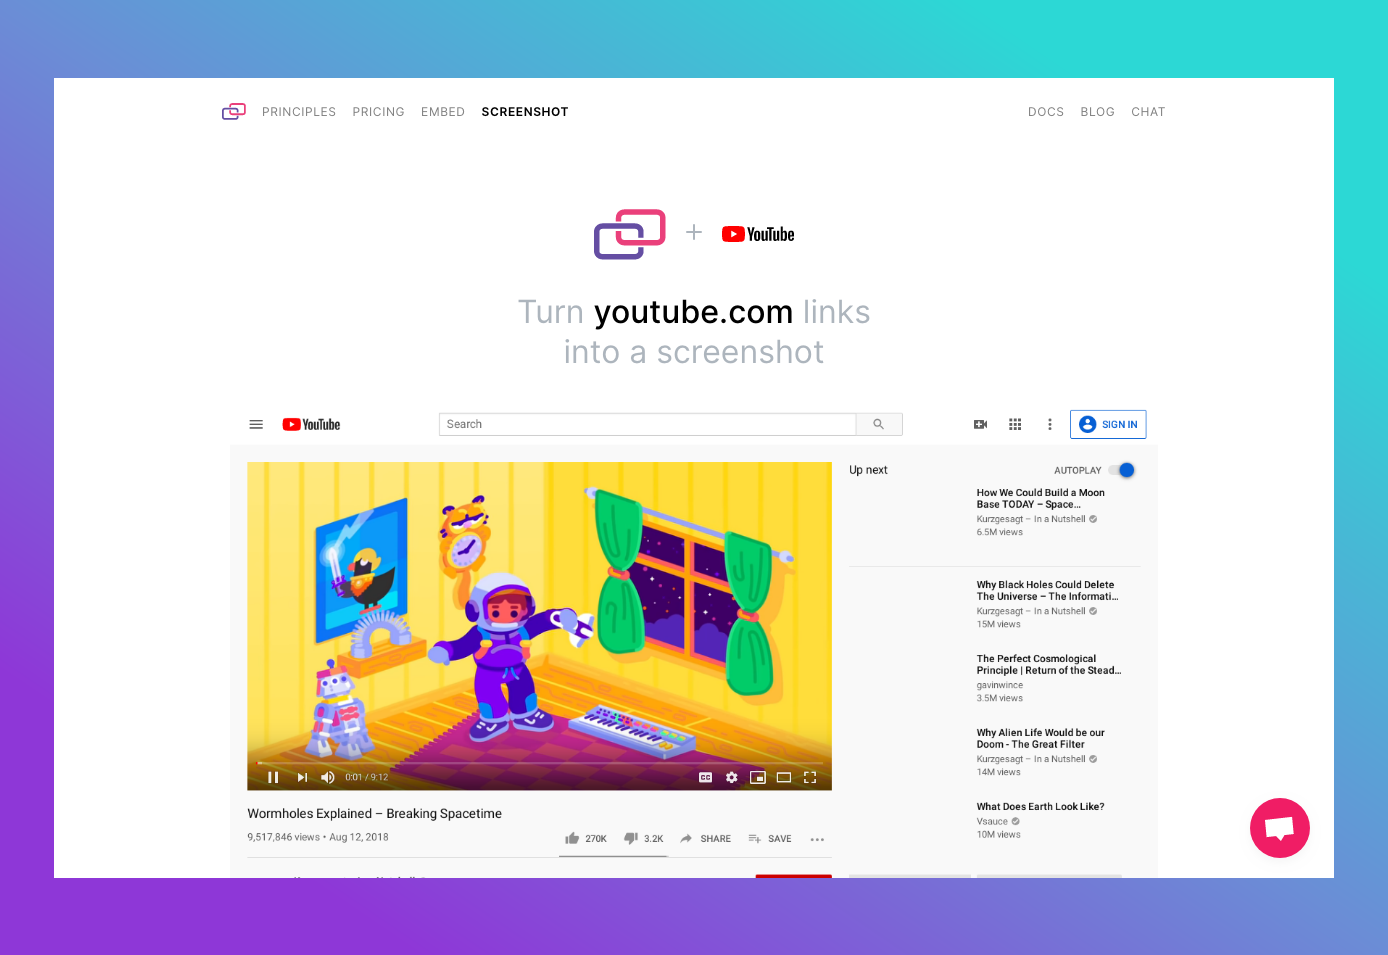 PRINCIPLES PRICING EMBED SCREENSHOT DOCS BLOG CHAT
+ YouTube
Turn youtube.com links
into a screenshot
YouTube Search SIGN IN
Up next AUTOPLAY
How We Could Build a Moon
Base TODAY – Space...
Kurzgesagt – In a Nutshell
6.5M views
Why Black Holes Could Delete
The Universe – The Informati...
Kurzgesagt – In a Nutshell
15M views
The Perfect Cosmological
Principle | Return of the Stead...
gavinwince
3.5M views
Why Alien Life Would be our
Doom - The Great Filter
Kurzgesagt – In a Nutshell
14M views
What Does Earth Look Like?
Vsauce
10M views
CC
0:01 / 9:12
Wormholes Explained – Breaking Spacetime
9,517,846 views • Aug 12, 2018
270K 3.2K SHARE SAVE